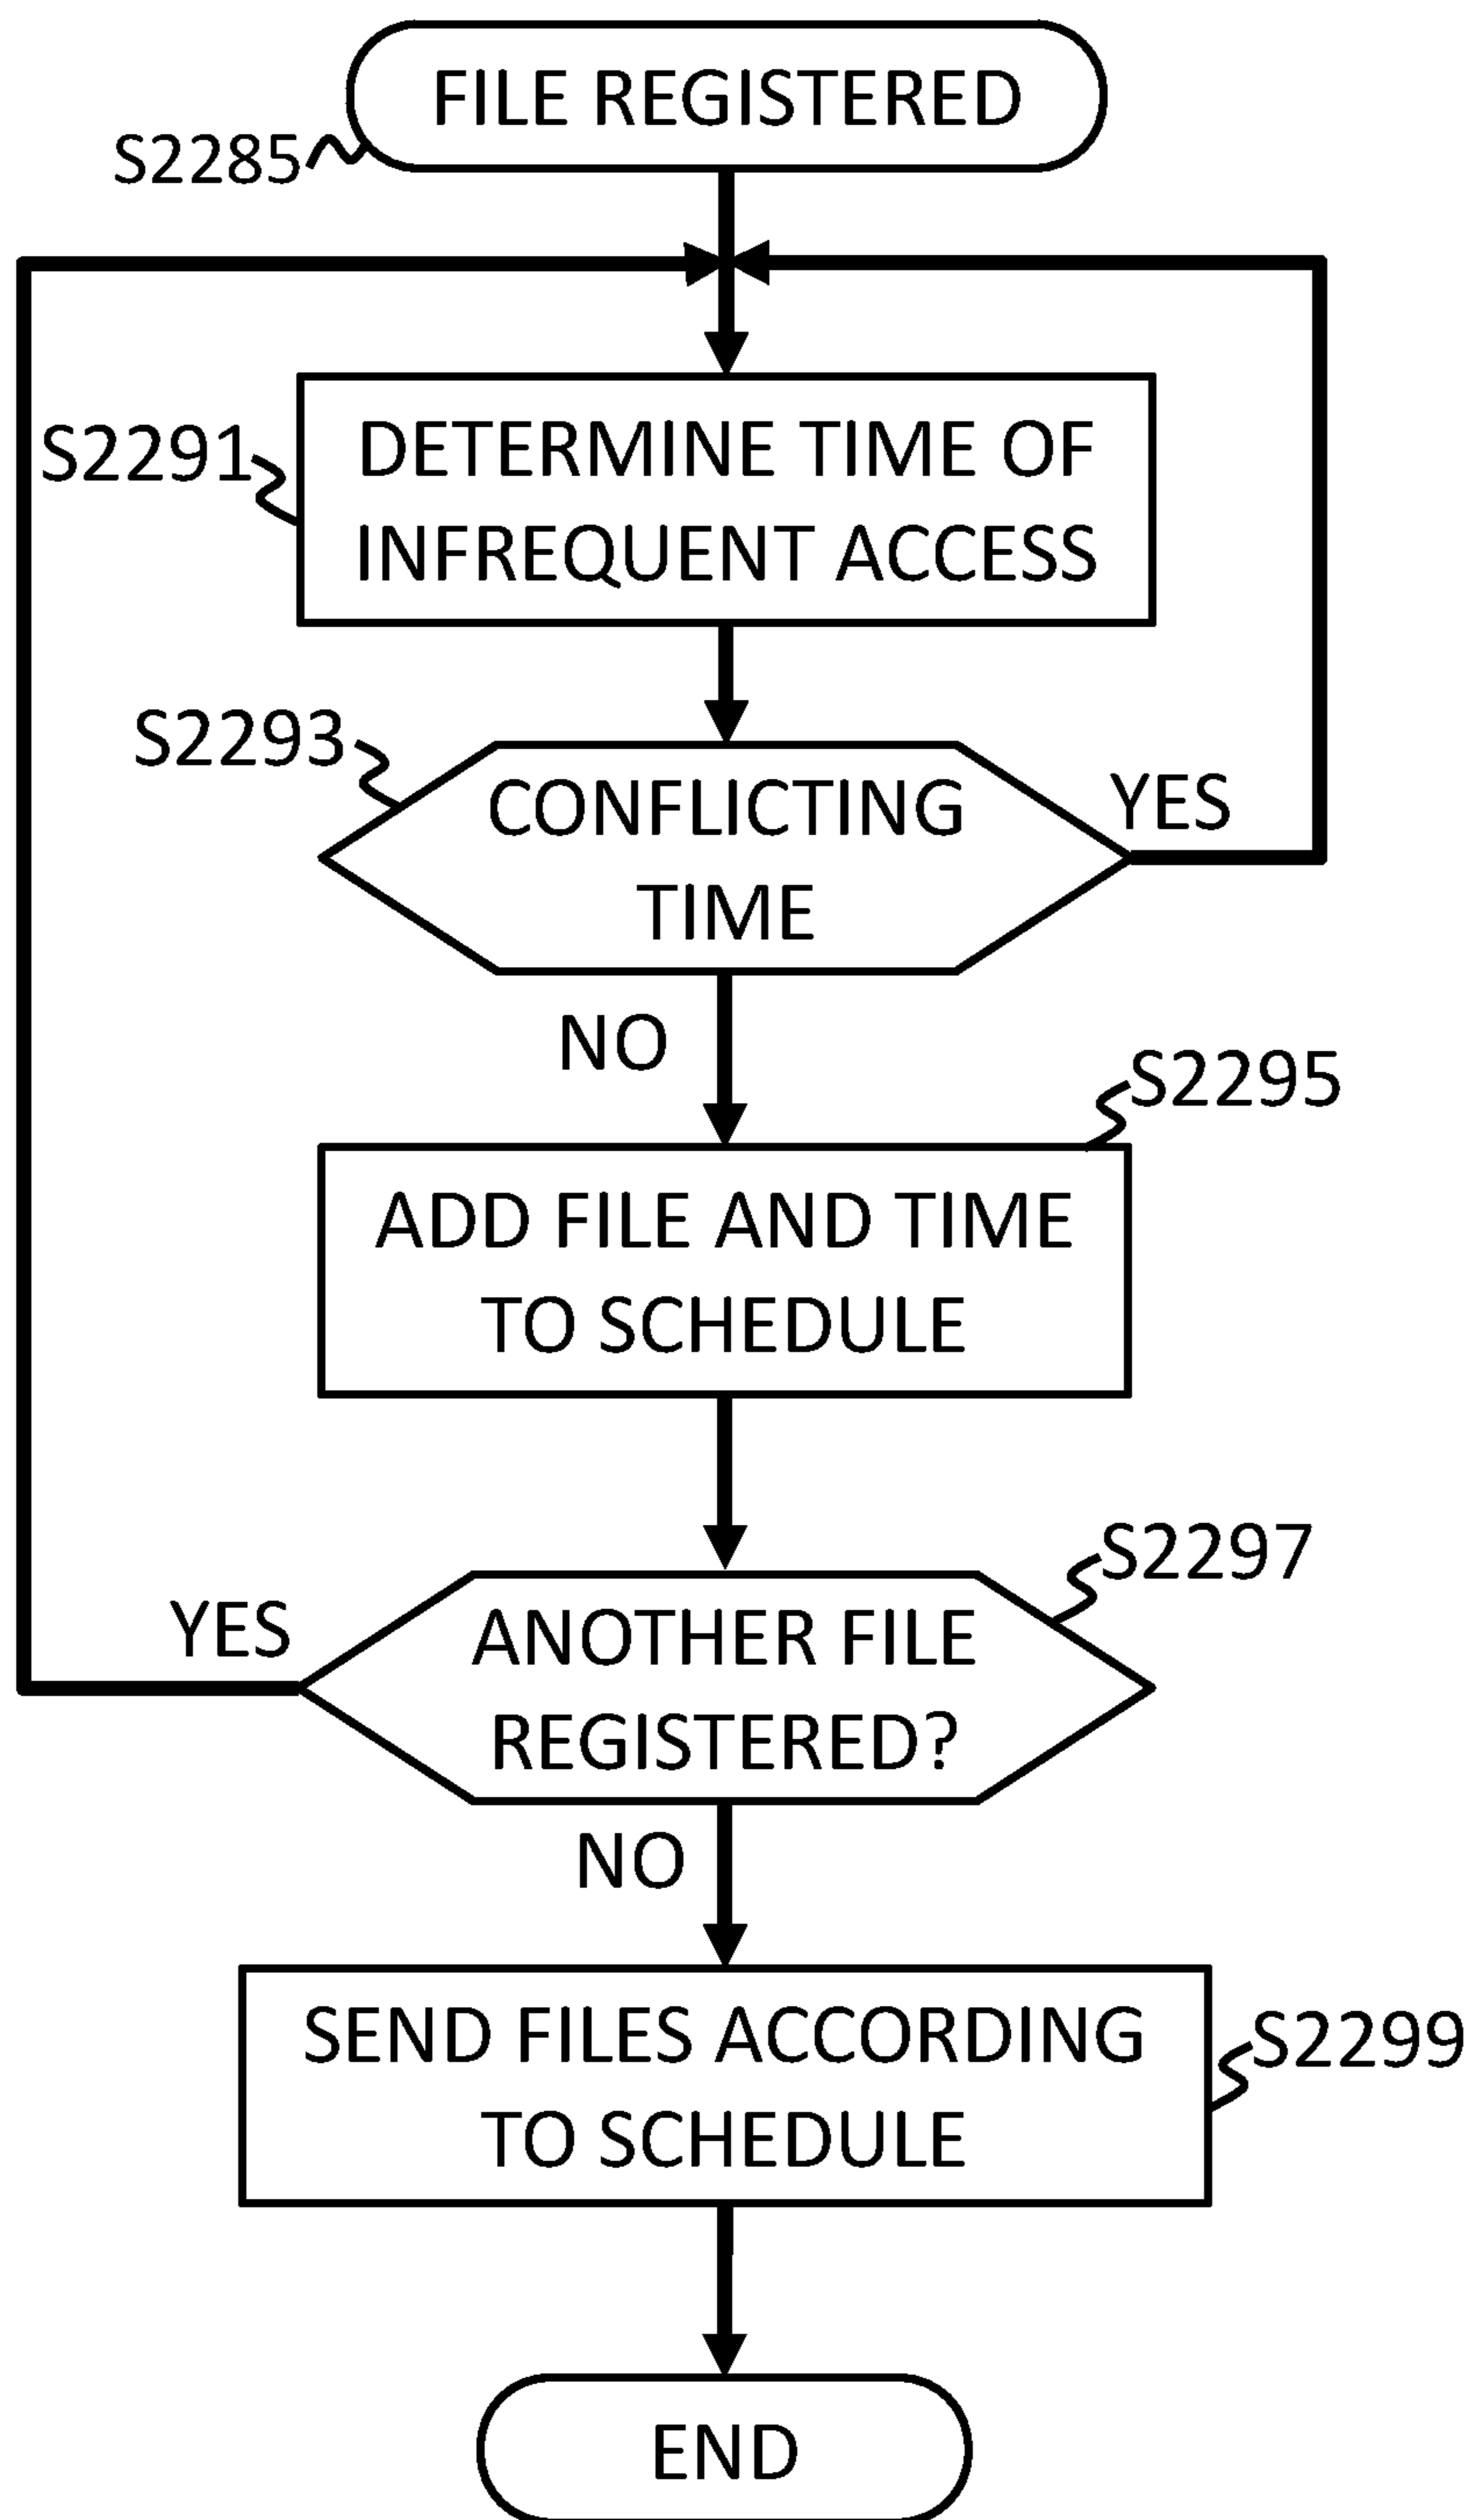 FILE REGISTERED
S2285
S2291
DETERMINE TIME OF
INFREQUENT ACCESS
S2293
CONFLICTING
TIME
YES
NO
S2295
ADD FILE AND TIME
TO SCHEDULE
S2297
YES
ANOTHER FILE
REGISTERED?
NO
SEND FILES ACCORDING
TO SCHEDULE
S2299
END